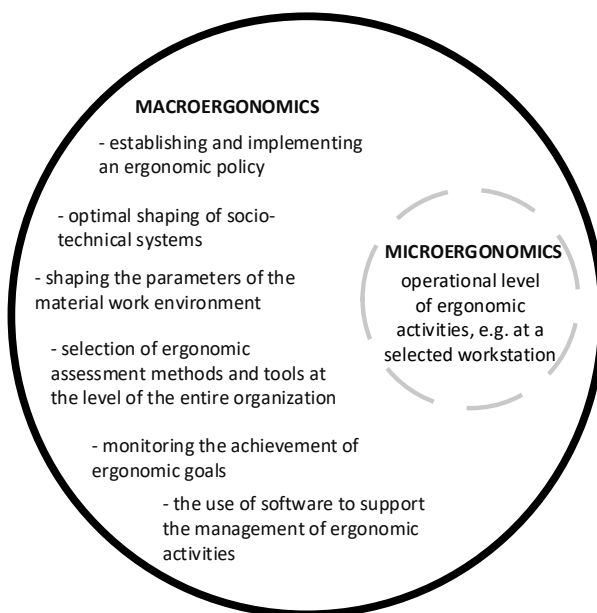 MACROERGONOMICS
- establishing and implementing
an ergonomic policy
- optimal shaping of socio-
technical systems
- shaping the parameters of the
material work environment
- selection of ergonomic
assessment methods and tools at
the level of the entire organization
- monitoring the achievement of
ergonomic goals
- the use of software to support
the management of ergonomic
activities
MICROERGONOMICS
operational level
of ergonomic
activities, e.g. at a
selected workstation